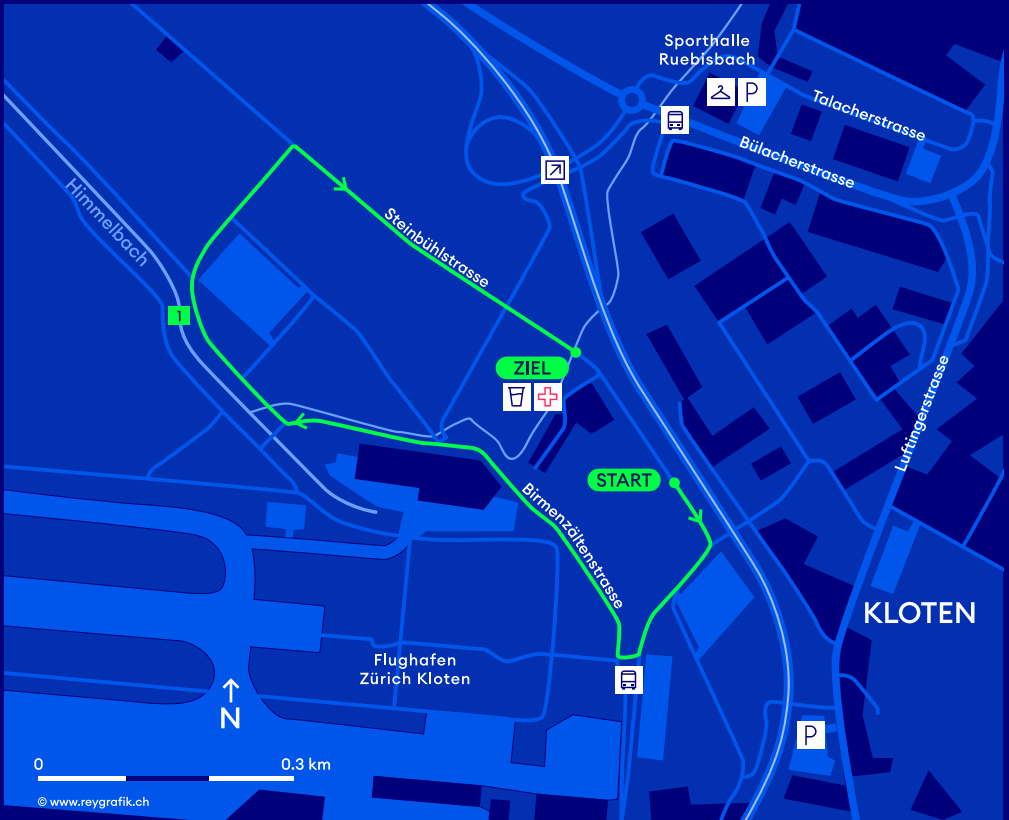 Sporthalle
Ruebisbach
P
Talacherstrasse
Bülacherstrasse
Himmelbach
Steinbühlstrasse
1
ZIEL
START
Luftingerstrasse
Birmenzältenstrasse
KLOTEN
Flughafen
Zürich Kloten
N
P
0 0.3 km
© www.reygrafik.ch